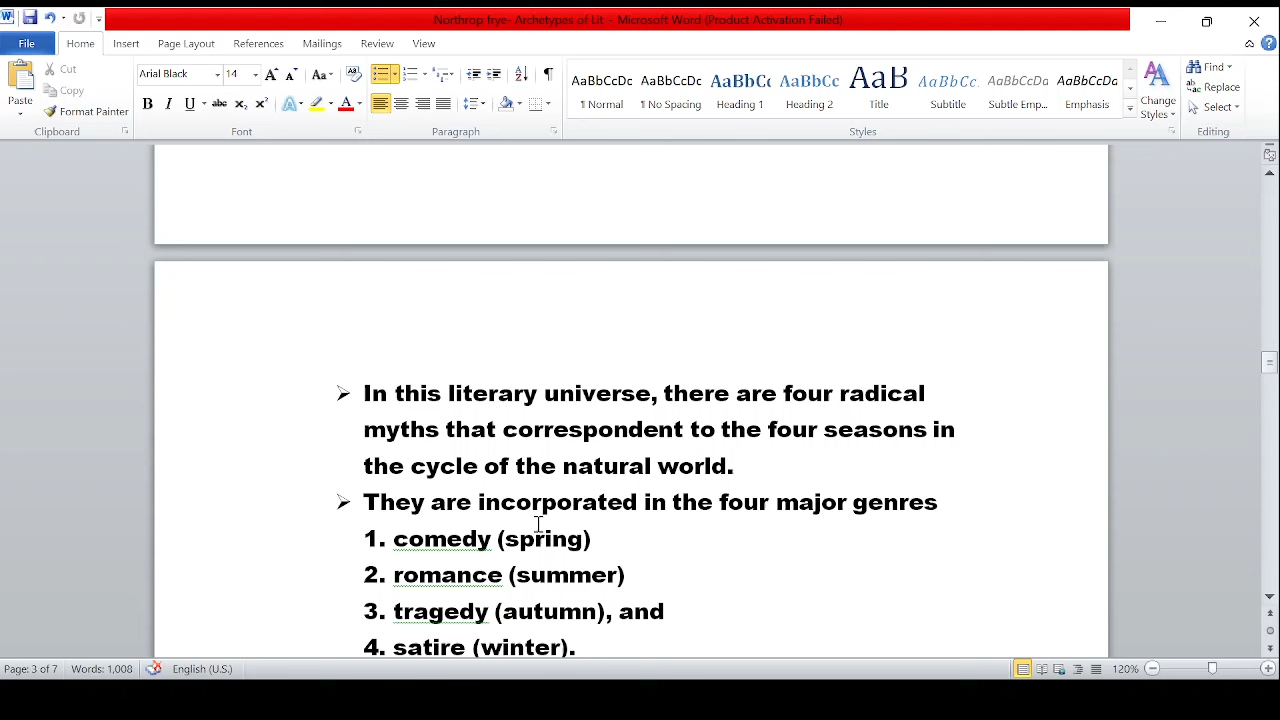 Northrop frye- Archetypes of Lit - Microsoft Word (Product Activation Failed)
File Home Insert Page Layout References Mailings Review View
Paste
Cut
Copy
Format Painter
Clipboard
Arial Black 14
Font
Paragraph
AaBbCcDc AaBbCcDc AaBbCc AaBbCc AaB AaBbCc. AaBbCcDc AaBbCcDc
¶ Normal ¶ No Spacing Heading 1 Heading 2 Title Subtitle Subtle Em... Emphasis
Change Styles
Styles
Find
Replace
Select
Editing
➢ In this literary universe, there are four radical
myths that correspondent to the four seasons in
the cycle of the natural world.
➢ They are incorporated in the four major genres
1. comedy (spring)
2. romance (summer)
3. tragedy (autumn), and
4. satire (winter).
Page: 3 of 7 Words: 1,008 English (U.S.) 120%